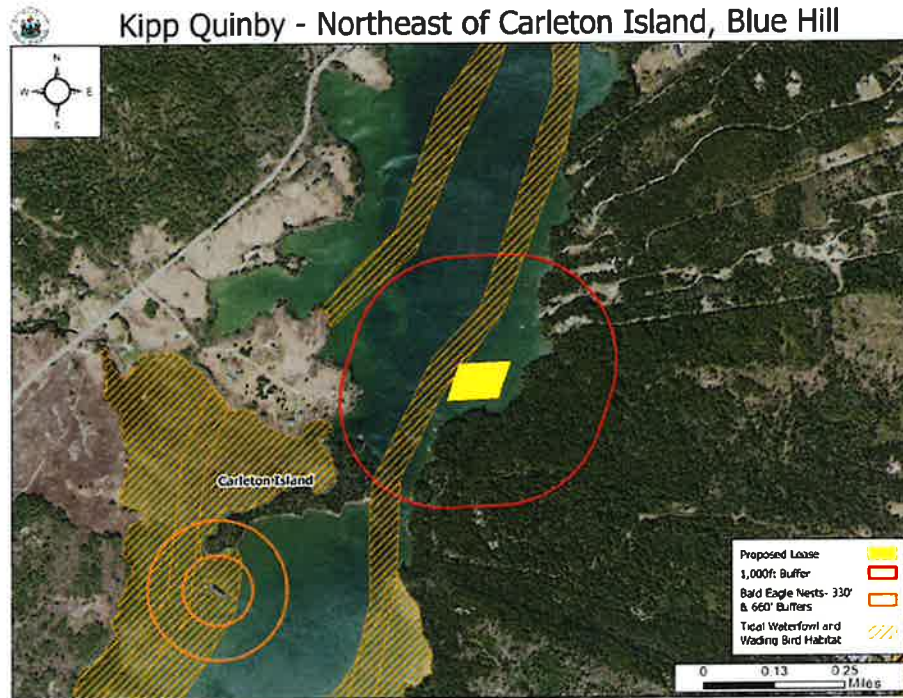 Kipp Quinby - Northeast of Carleton Island, Blue Hill
N
W E
S
Carleton Island
Proposed Lease
1,000ft Buffer
Bald Eagle Nests- 330'
& 660' Buffers
Tidal Waterfowl and
Wading Bird Habitat
0 0.13 0.25
Miles